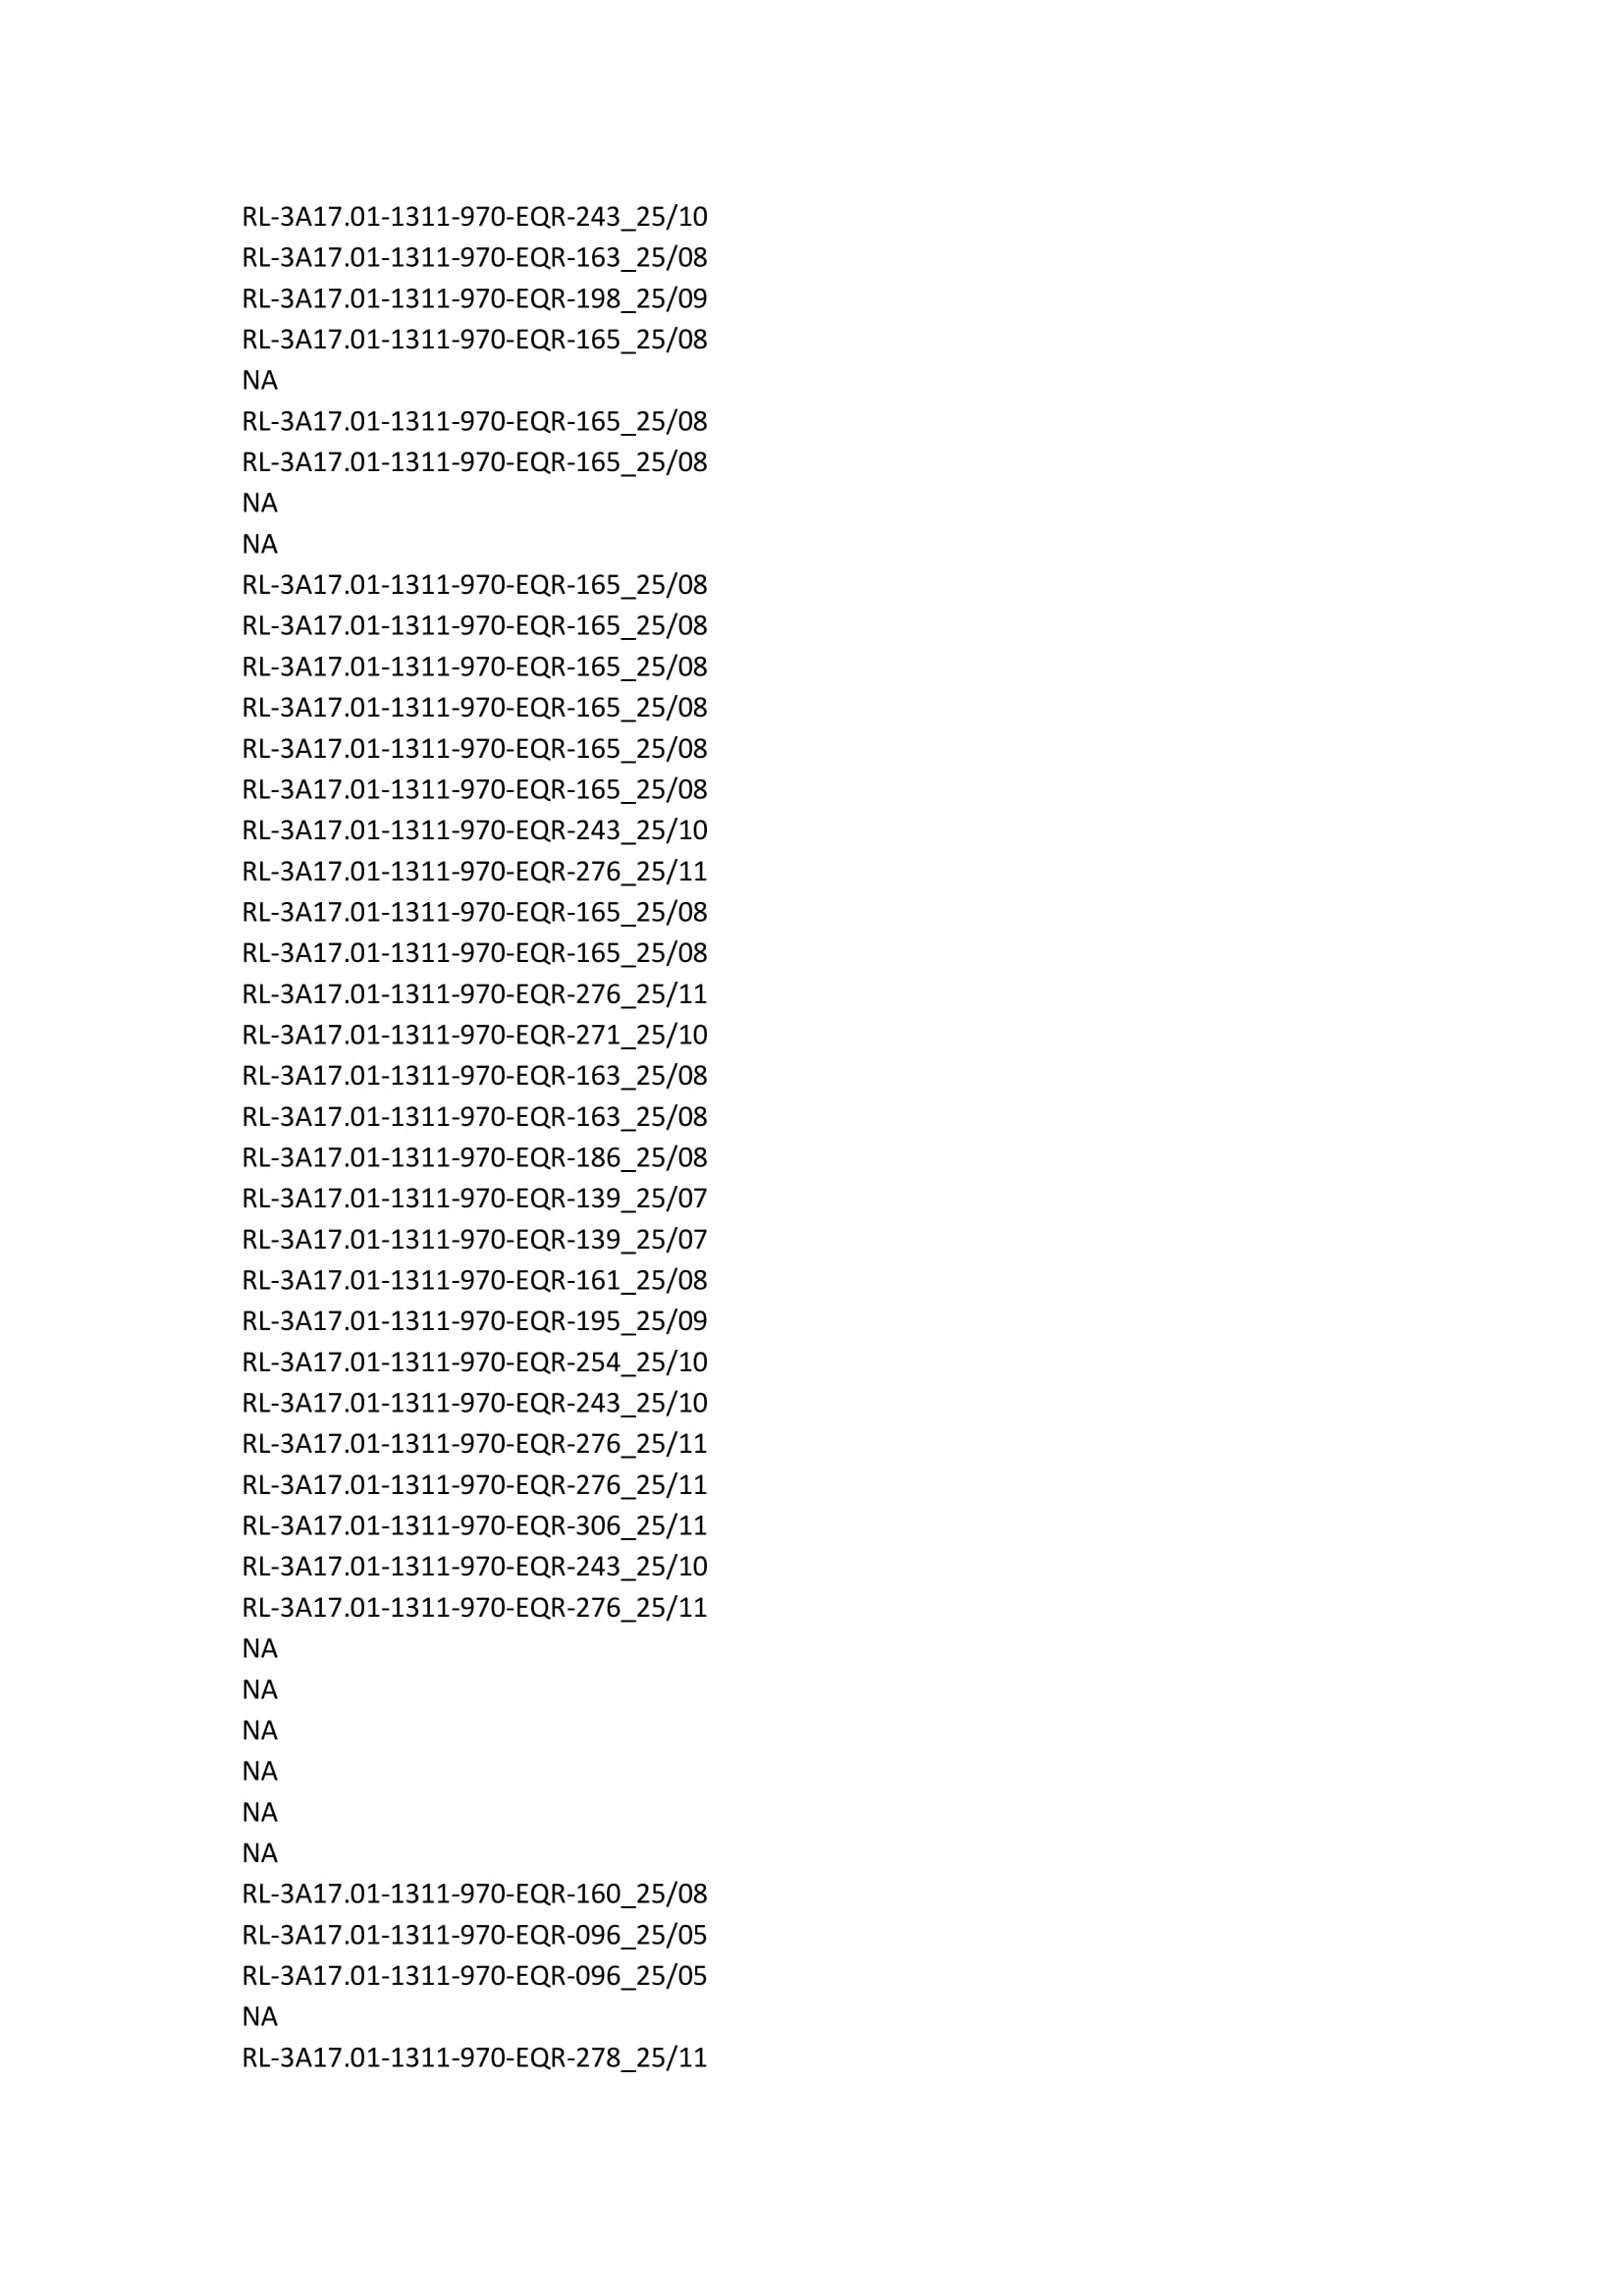 RL-3A17.01-1311-970-EQR-243_25/10
RL-3A17.01-1311-970-EQR-163_25/08
RL-3A17.01-1311-970-EQR-198_25/09
RL-3A17.01-1311-970-EQR-165_25/08
NA
RL-3A17.01-1311-970-EQR-165_25/08
RL-3A17.01-1311-970-EQR-165_25/08
NA
NA
RL-3A17.01-1311-970-EQR-165_25/08
RL-3A17.01-1311-970-EQR-165_25/08
RL-3A17.01-1311-970-EQR-165_25/08
RL-3A17.01-1311-970-EQR-165_25/08
RL-3A17.01-1311-970-EQR-165_25/08
RL-3A17.01-1311-970-EQR-165_25/08
RL-3A17.01-1311-970-EQR-243_25/10
RL-3A17.01-1311-970-EQR-276_25/11
RL-3A17.01-1311-970-EQR-165_25/08
RL-3A17.01-1311-970-EQR-165_25/08
RL-3A17.01-1311-970-EQR-276_25/11
RL-3A17.01-1311-970-EQR-271_25/10
RL-3A17.01-1311-970-EQR-163_25/08
RL-3A17.01-1311-970-EQR-163_25/08
RL-3A17.01-1311-970-EQR-186_25/08
RL-3A17.01-1311-970-EQR-139_25/07
RL-3A17.01-1311-970-EQR-139_25/07
RL-3A17.01-1311-970-EQR-161_25/08
RL-3A17.01-1311-970-EQR-195_25/09
RL-3A17.01-1311-970-EQR-254_25/10
RL-3A17.01-1311-970-EQR-243_25/10
RL-3A17.01-1311-970-EQR-276_25/11
RL-3A17.01-1311-970-EQR-276_25/11
RL-3A17.01-1311-970-EQR-306_25/11
RL-3A17.01-1311-970-EQR-243_25/10
RL-3A17.01-1311-970-EQR-276_25/11
NA
NA
NA
NA
NA
NA
RL-3A17.01-1311-970-EQR-160_25/08
RL-3A17.01-1311-970-EQR-096_25/05
RL-3A17.01-1311-970-EQR-096_25/05
NA
RL-3A17.01-1311-970-EQR-278_25/11